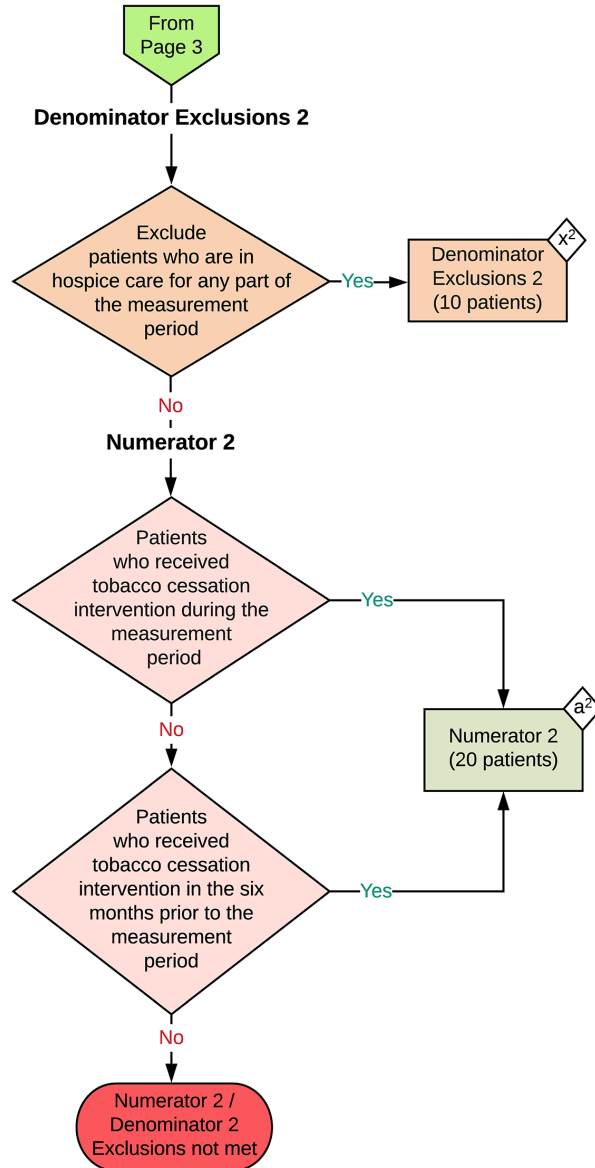 From
Page 3
Denominator Exclusions 2
Exclude
patients who are in
hospice care for any part of
the measurement
period
Yes
x²
Denominator
Exclusions 2
(10 patients)
No
Numerator 2
Patients
who received
tobacco cessation
intervention during the
measurement
period
Yes
a²
Numerator 2
(20 patients)
No
Patients
who received
tobacco cessation
intervention in the six
months prior to the
measurement
period
Yes
No
Numerator 2 /
Denominator 2
Exclusions not met